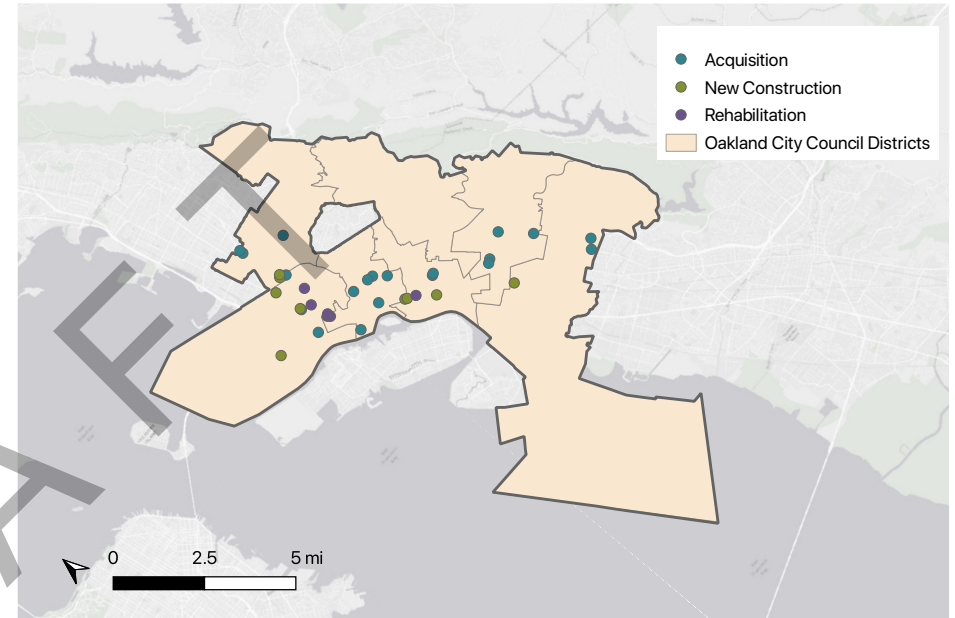 Acquisition
New Construction
Rehabilitation
Oakland City Council Districts
0 2.5 5 mi
A F T